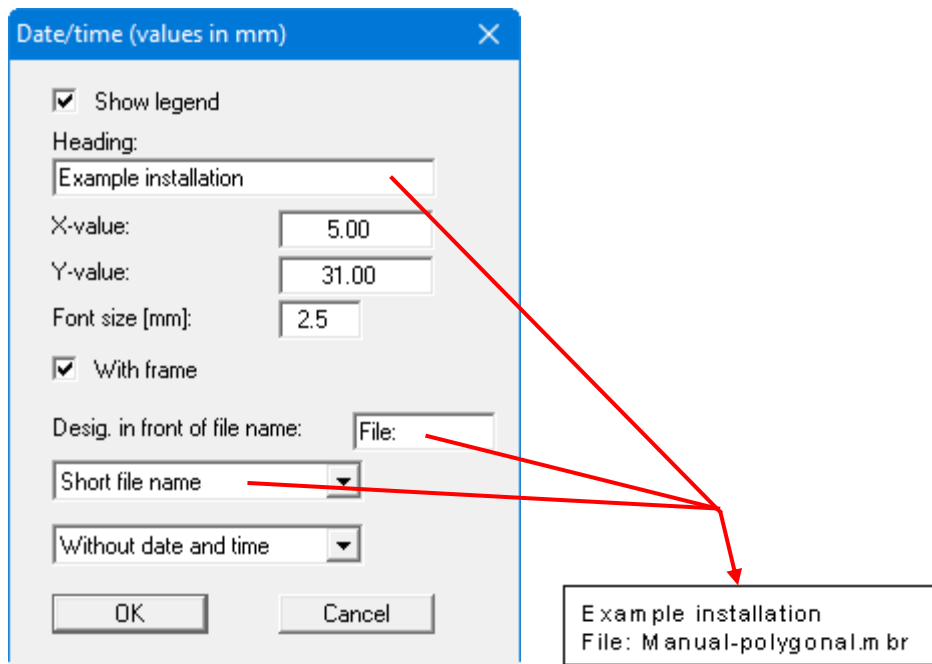 Date/time (values in mm)
Show legend
Heading:
Example installation
X-value: 5.00
Y-value: 31.00
Font size [mm]: 2.5
With frame
Desig. in front of file name: File:
Short file name
Without date and time
OK Cancel
Example installation
File: Manual-polygonal.mbr